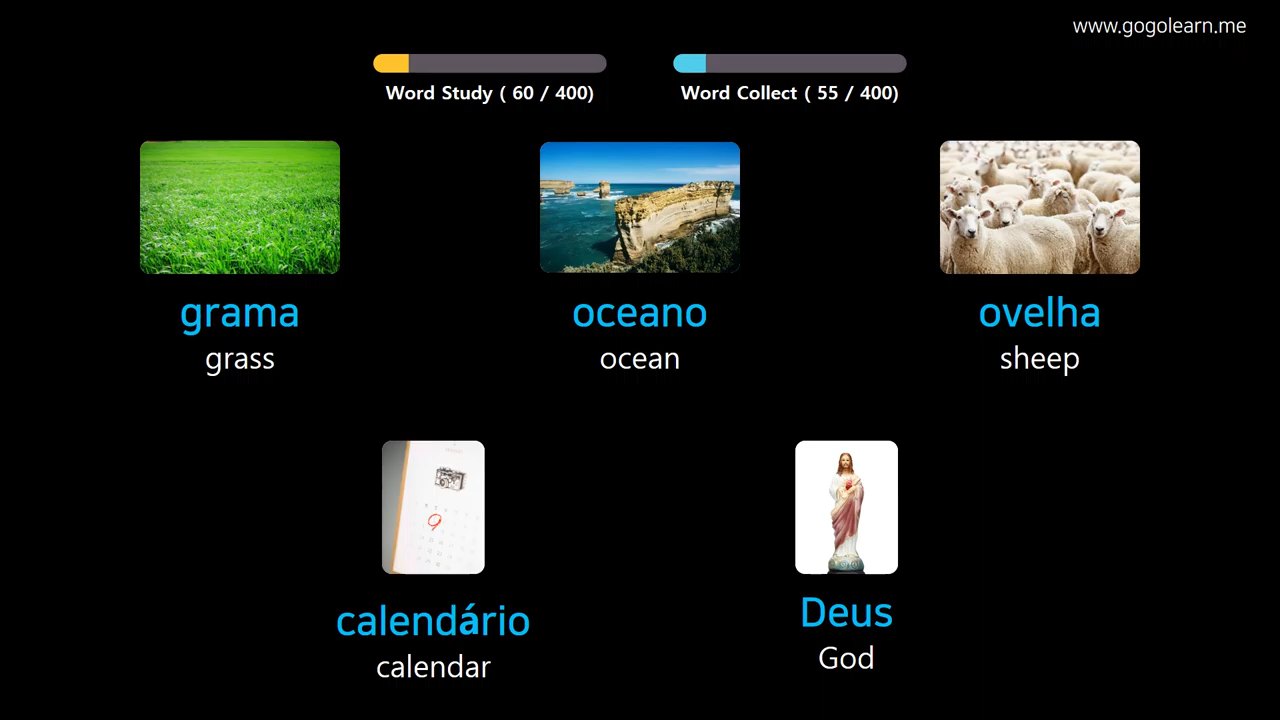 www.gogolearn.me
Word Study ( 60 / 400)
Word Collect ( 55 / 400)
grama
oceano
ovelha
grass
ocean
sheep
calendário
Deus
calendar
God